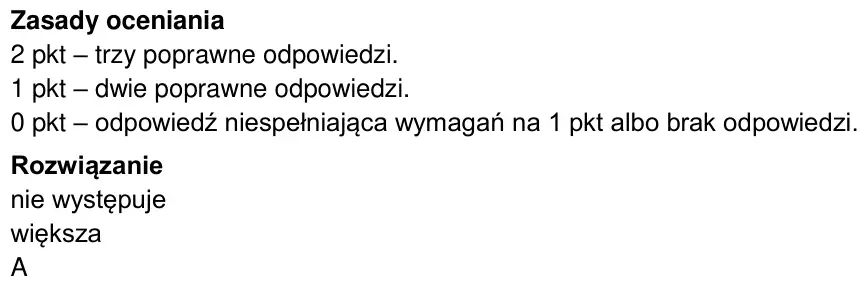 Zasady oceniania
2 pkt – trzy poprawne odpowiedzi.
1 pkt – dwie poprawne odpowiedzi.
0 pkt – odpowiedź niespełniająca wymagań na 1 pkt albo brak odpowiedzi.
Rozwiązanie
nie występuje
większa
A